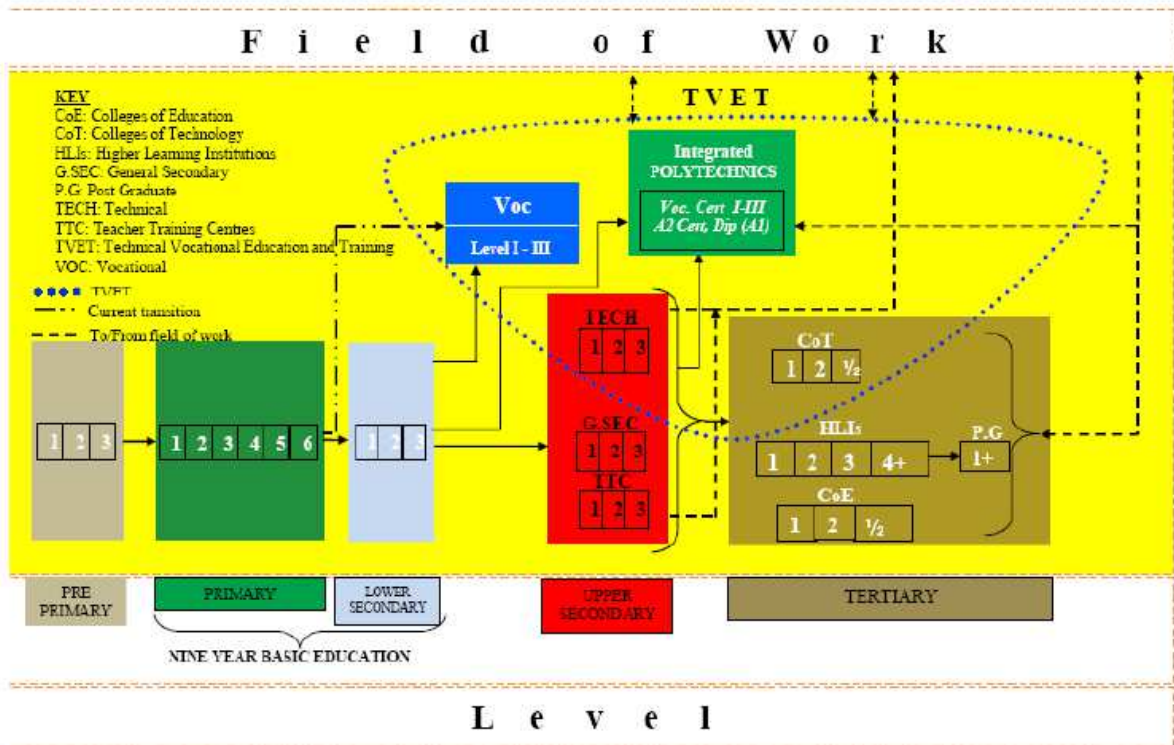 Field of Work
TVET
KEY
CoE: Colleges of Education
CoT: Colleges of Technology
HLIs: Higher Learning Institutions
G.SEC: General Secondary
P.G: Post Graduate
TECH: Technical
TTC: Teacher Training Centres
TVET: Technical Vocational Education and Training
VOC: Vocational
TVET
Current transition
To/From field of work
Integrated
POLYTECHNICS
Voc. Cert I-III
A2 Cert, Dip (A1)
Voc
Level I - III
1 2 3
1 2 3 4 5 6
1 2 3
TECH
1 2 3
G.SEC
1 2 3
TTC
1 2 3
CoT
1 2 ½
HLIs
1 2 3 4+
P.G
1+
CoE
1 2 ½
PRE
PRIMARY
PRIMARY
LOWER
SECONDARY
UPPER
SECONDARY
TERTIARY
NINE YEAR BASIC EDUCATION
Level